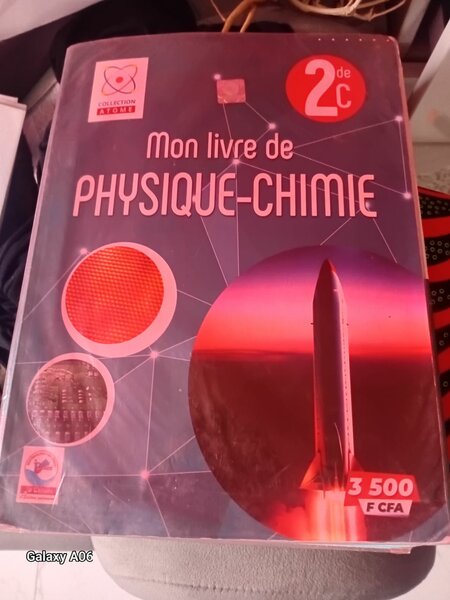 2de
C
COLLECTION
ATOME
Mon livre de
PHYSIQUE-CHIMIE
3 500
F CFA
Galaxy A06